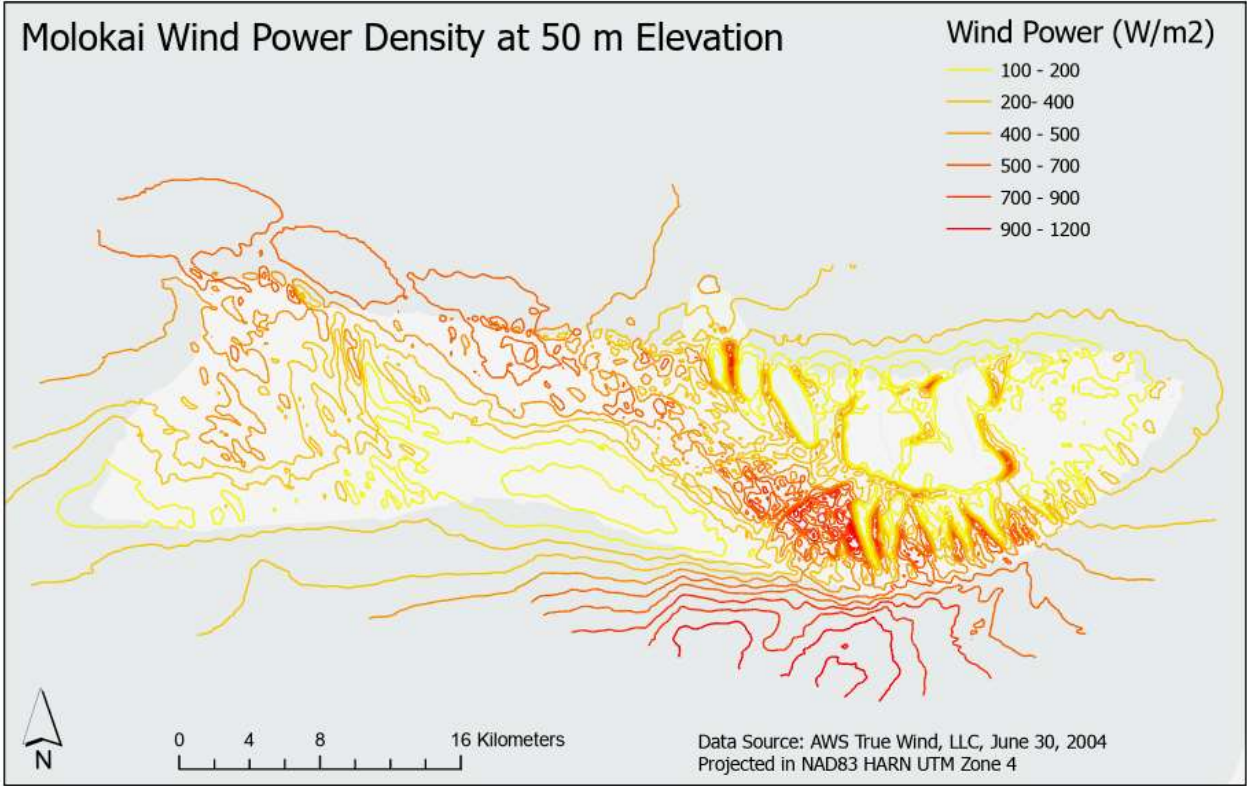 Molokai Wind Power Density at 50 m Elevation
Wind Power (W/m2)
100 - 200
200- 400
400 - 500
500 - 700
700 - 900
900 - 1200
N
0 4 8 16 Kilometers
Data Source: AWS True Wind, LLC, June 30, 2004
Projected in NAD83 HARN UTM Zone 4